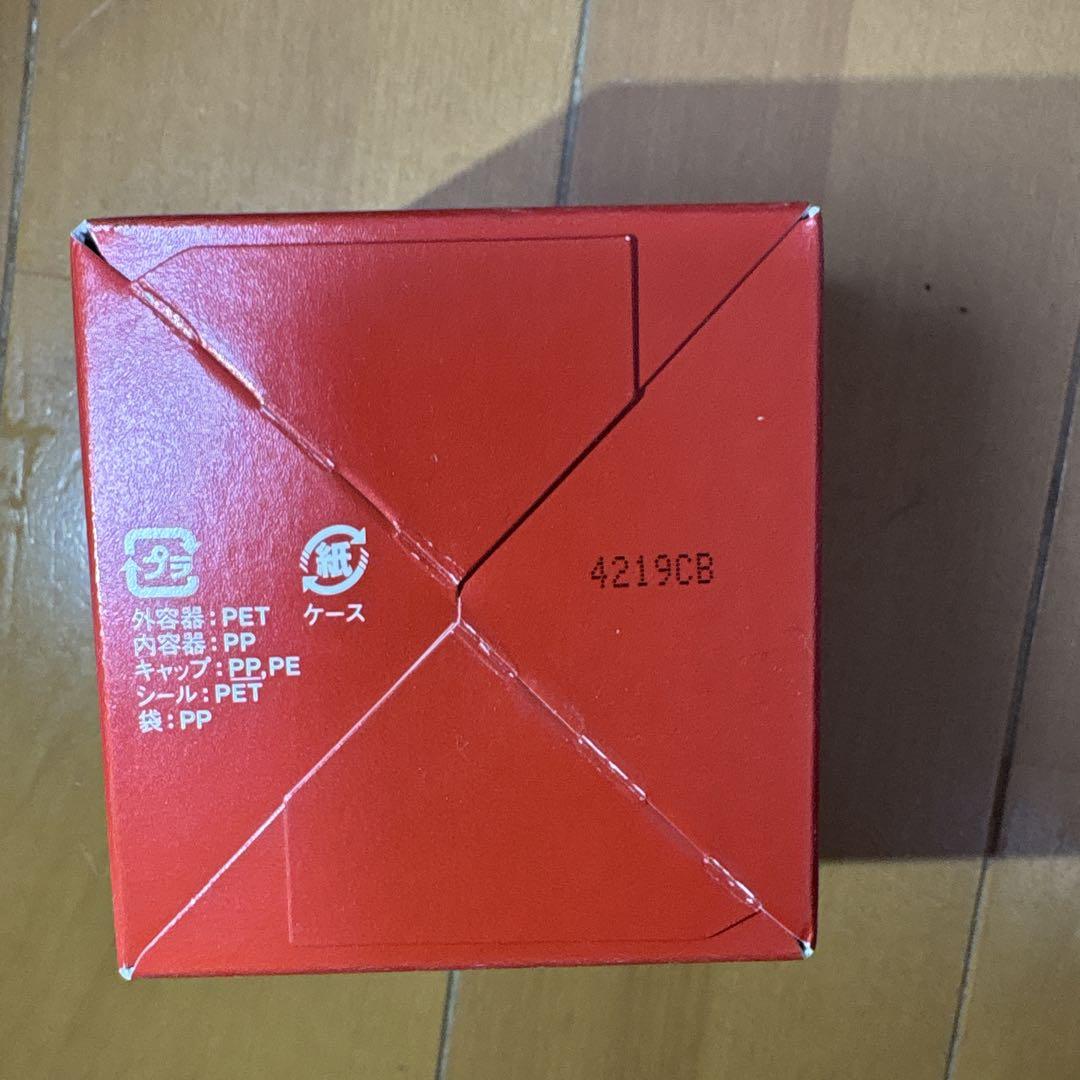 プラ
外容器：PET
内容器：PP
キャップ：PP,PE
シール：PET
袋：PP
紙
ケース
4219CB